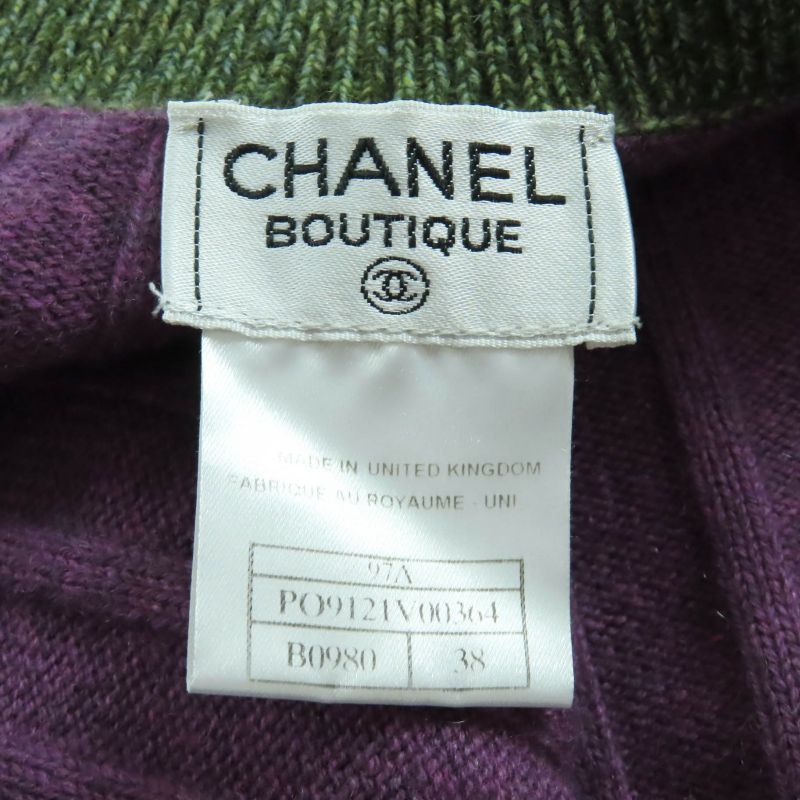 CHANEL
BOUTIQUE
MADE IN UNITED KINGDOM
FABRIQUE AU ROYAUME - UNI
97A
PO9121V00364
B0980 38